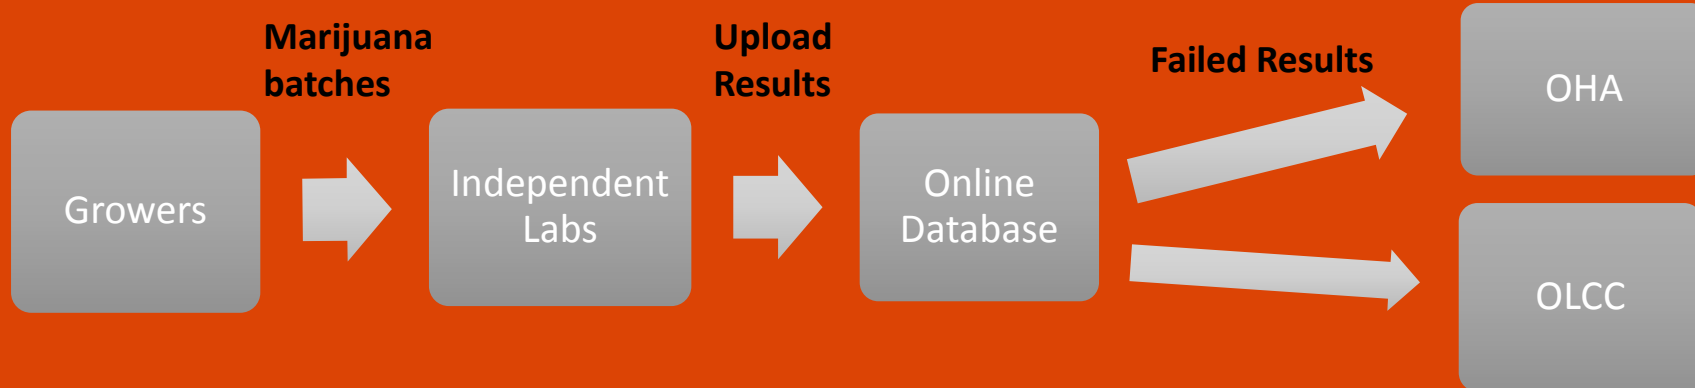 Marijuana
batches
Upload
Results
Failed Results
Growers
Independent
Labs
Online
Database
OHA
OLCC